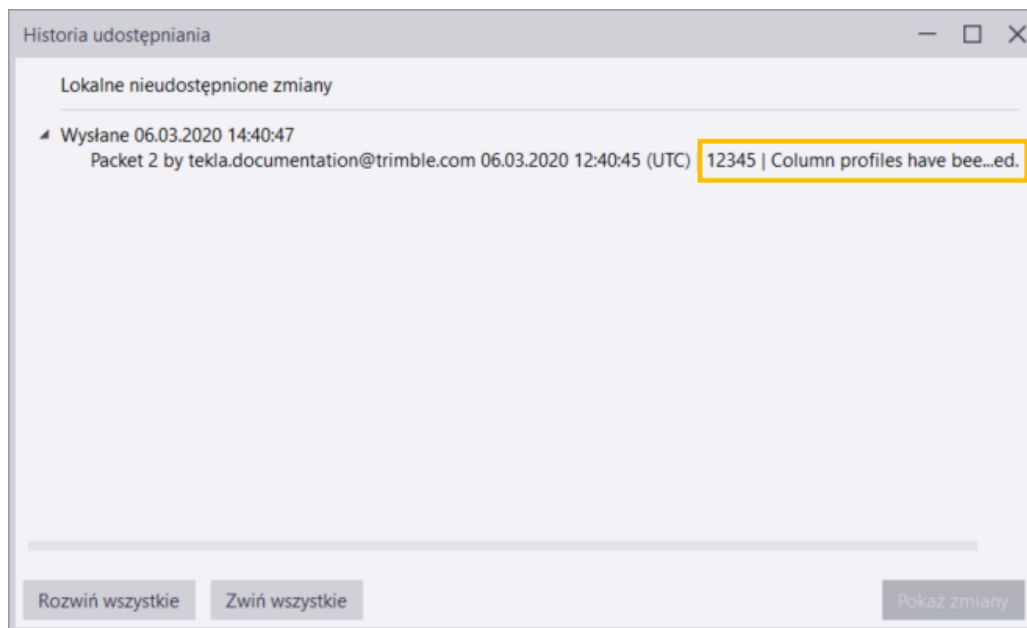 Historia udostępniania
Lokalne nieudostępnione zmiany
Wysłane 06.03.2020 14:40:47
Packet 2 by tekla.documentation@trimble.com 06.03.2020 12:40:45 (UTC) | 12345 | Column profiles have bee...ed.
Rozwiń wszystkie Zwiń wszystkie Pokaż zmiany